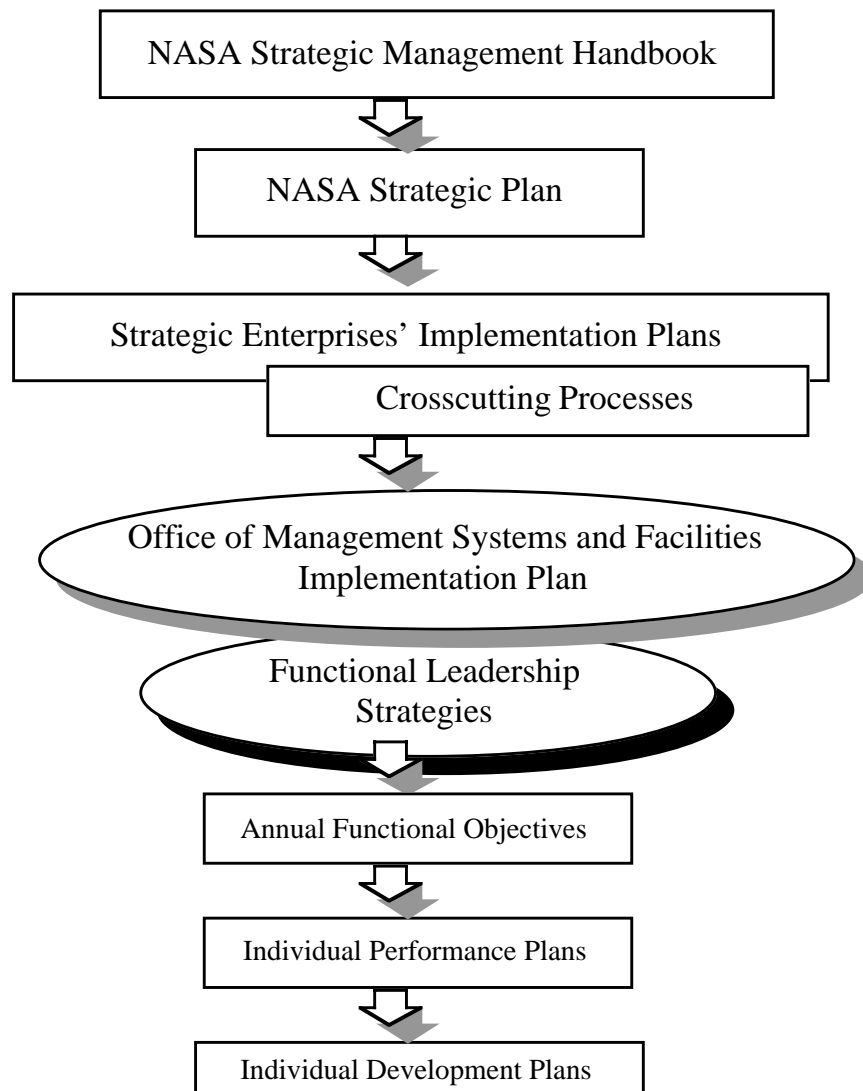 NASA Strategic Management Handbook
NASA Strategic Plan
Strategic Enterprises’ Implementation Plans
Crosscutting Processes
Office of Management Systems and Facilities
Implementation Plan
Functional Leadership
Strategies
Annual Functional Objectives
Individual Performance Plans
Individual Development Plans